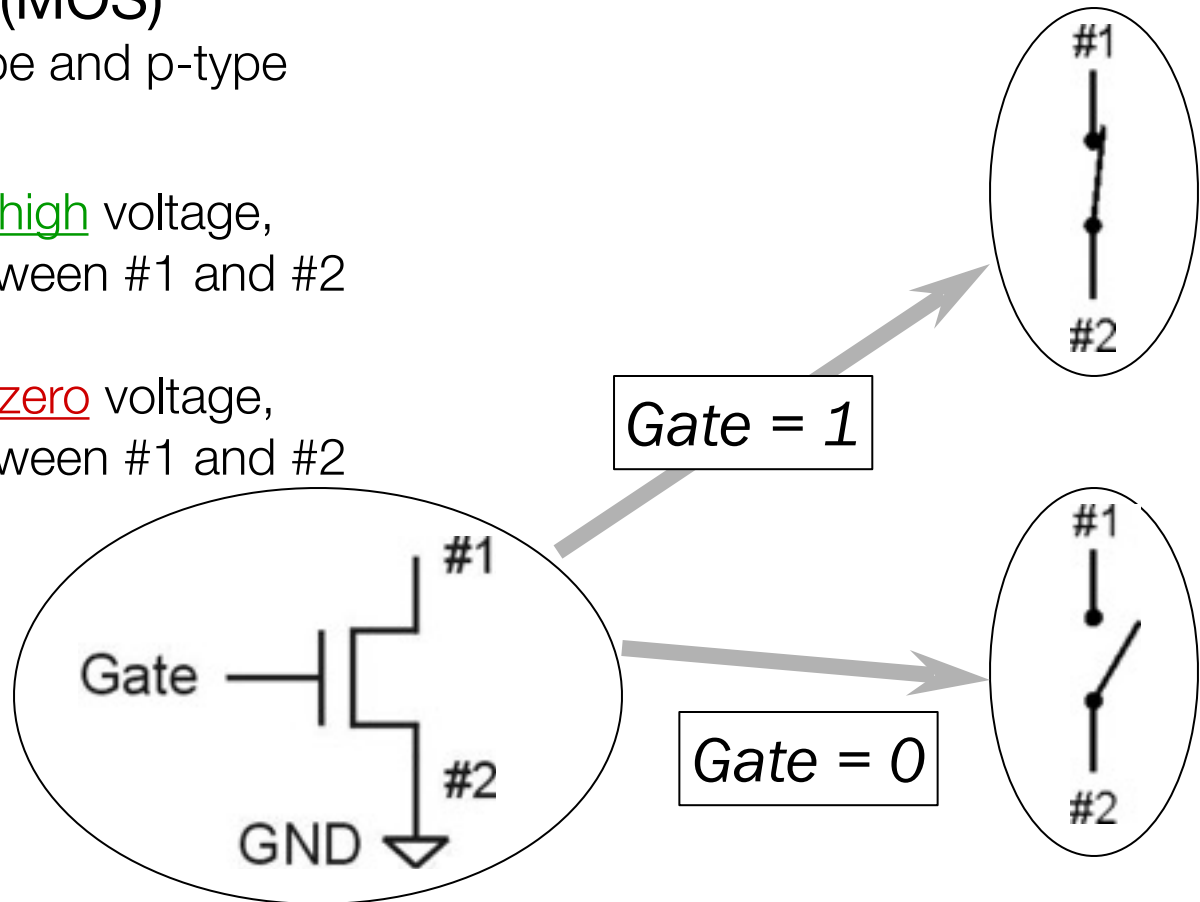 (MOS)
pe and p-type
high voltage,
ween #1 and #2
zero voltage,
ween #1 and #2
#1
#2
Gate = 1
#1
Gate
#2
GND
Gate = 0
#1
#2